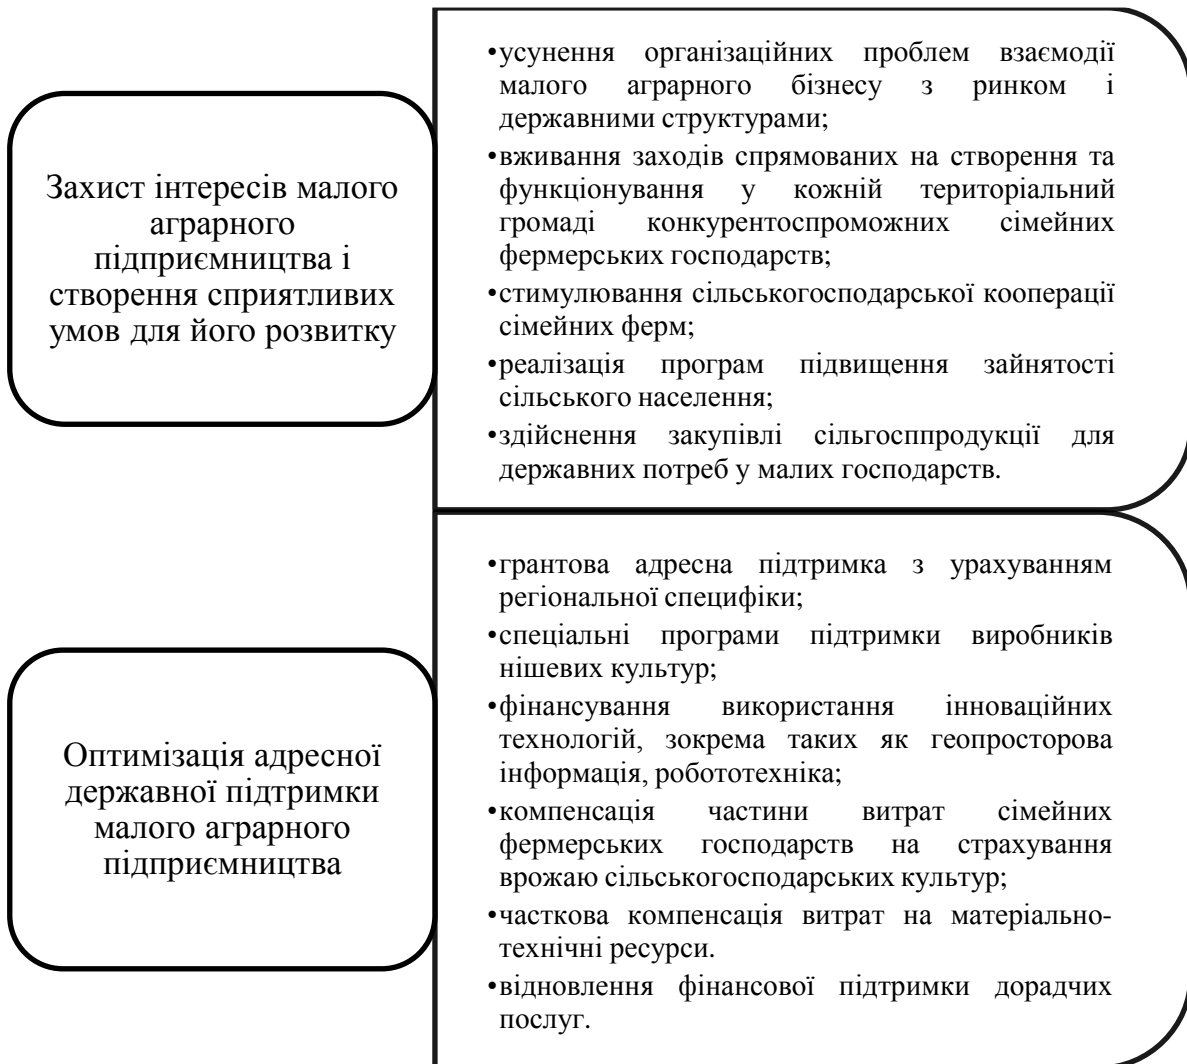 Захист інтересів малого
аграрного
підприємництва і
створення сприятливих
умов для його розвитку
•усунення організаційних проблем взаємодії
малого аграрного бізнесу з ринком і
державними структурами;
•вживання заходів спрямованих на створення та
функціонування у кожній територіальний
громаді конкурентоспроможних сімейних
фермерських господарств;
•стимулювання сільськогосподарської кооперації
сімейних ферм;
•реалізація програм підвищення зайнятості
сільського населення;
•здійснення закупівлі сільгосппродукції для
державних потреб у малих господарств.
Оптимізація адресної
державної підтримки
малого аграрного
підприємництва
•грантова адресна підтримка з урахуванням
регіональної специфіки;
•спеціальні програми підтримки виробників
нішевих культур;
•фінансування використання інноваційних
технологій, зокрема таких як геопросторова
інформація, робототехніка;
•компенсація частини витрат сімейних
фермерських господарств на страхування
врожаю сільськогосподарських культур;
•часткова компенсація витрат на матеріально-
технічні ресурси.
•відновлення фінансової підтримки дорадчих
послуг.